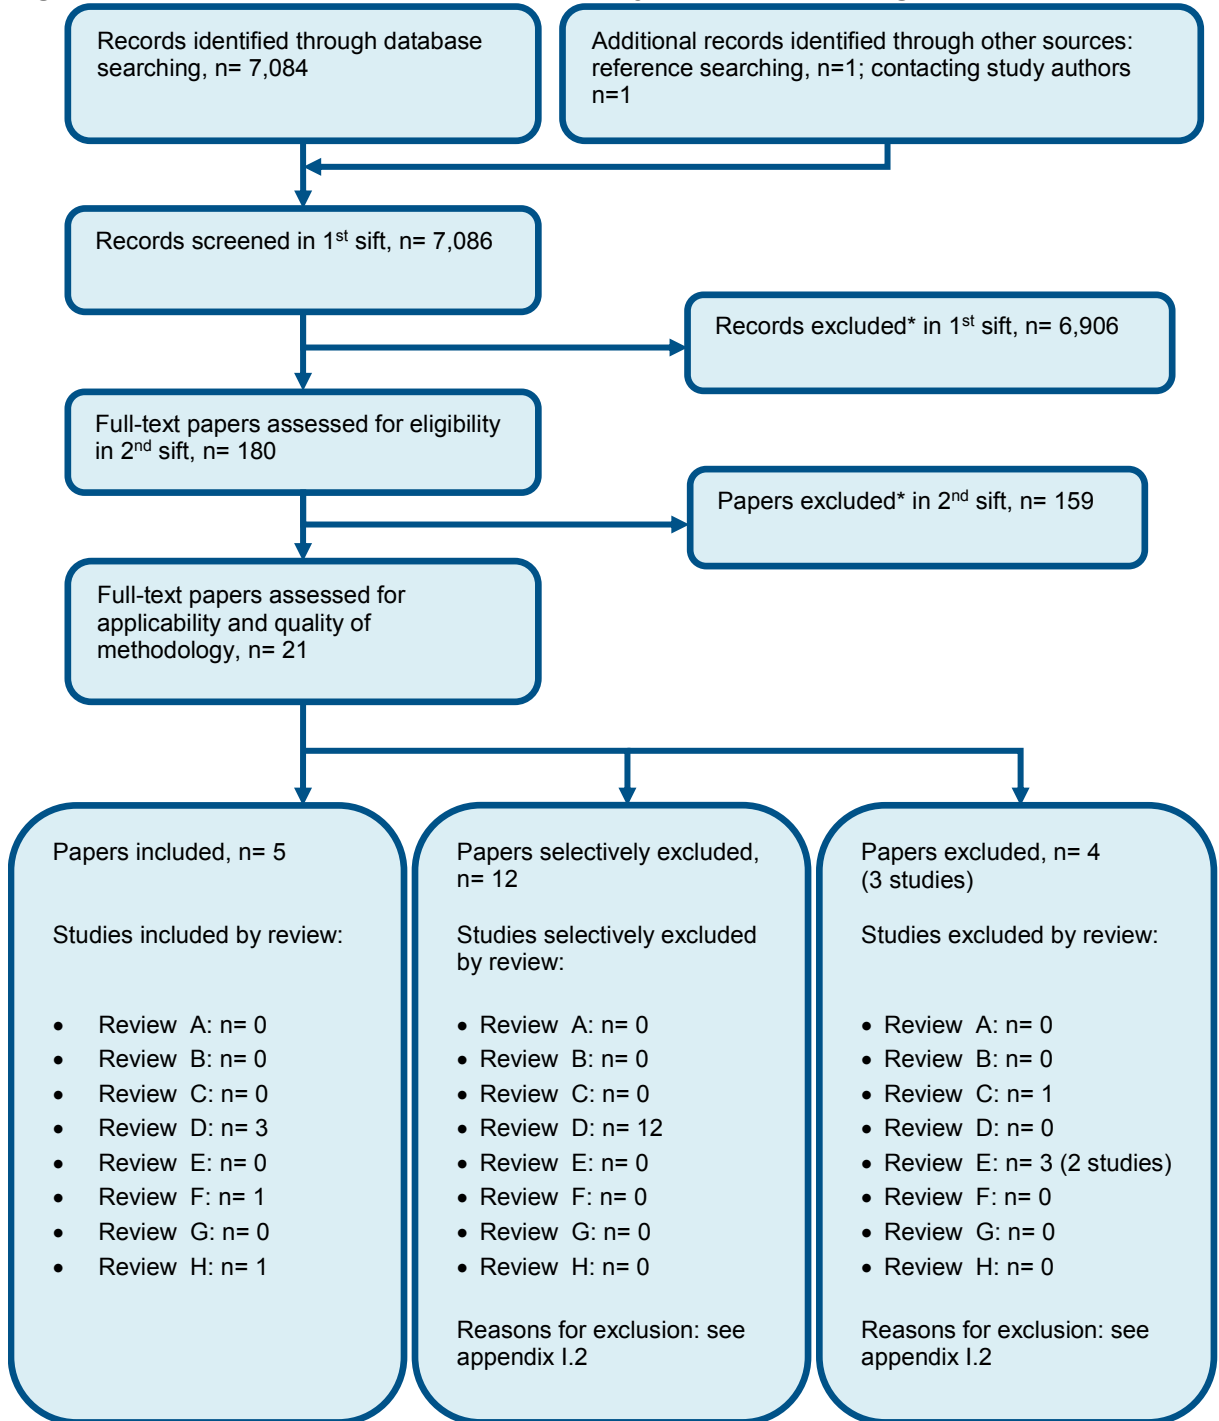 Records identified through database
searching, n= 7,084
Additional records identified through other sources:
reference searching, n=1; contacting study authors
n=1
Records screened in 1st sift, n= 7,086
Records excluded* in 1st sift, n= 6,906
Full-text papers assessed for eligibility
in 2nd sift, n= 180
Papers excluded* in 2nd sift, n= 159
Full-text papers assessed for
applicability and quality of
methodology, n= 21
Papers included, n= 5
Studies included by review:
• Review A: n= 0
• Review B: n= 0
• Review C: n= 0
• Review D: n= 3
• Review E: n= 0
• Review F: n= 1
• Review G: n= 0
• Review H: n= 1
Papers selectively excluded,
n= 12
Studies selectively excluded
by review:
• Review A: n= 0
• Review B: n= 0
• Review C: n= 0
• Review D: n= 12
• Review E: n= 0
• Review F: n= 0
• Review G: n= 0
• Review H: n= 0
Reasons for exclusion: see
appendix I.2
Papers excluded, n= 4
(3 studies)
Studies excluded by review:
• Review A: n= 0
• Review B: n= 0
• Review C: n= 1
• Review D: n= 0
• Review E: n= 3 (2 studies)
• Review F: n= 0
• Review G: n= 0
• Review H: n= 0
Reasons for exclusion: see
appendix I.2